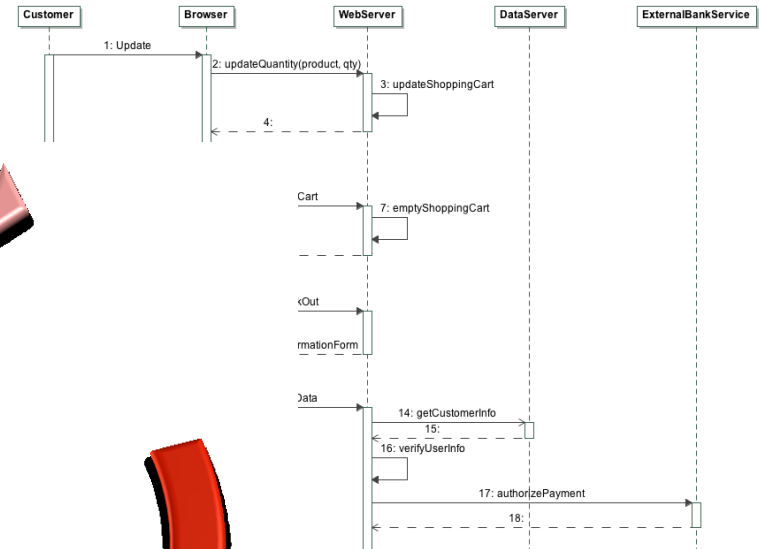 Customer
Browser
WebServer
DataServer
ExternalBankService
1: Update
2: updateQuantity(product, qty)
3: updateShoppingCart
4:
Cart
7: emptyShoppingCart
kOut
rmationForm
Data
14: getCustomerInfo
15:
16: verifyUserInfo
17: authorizePayment
18: